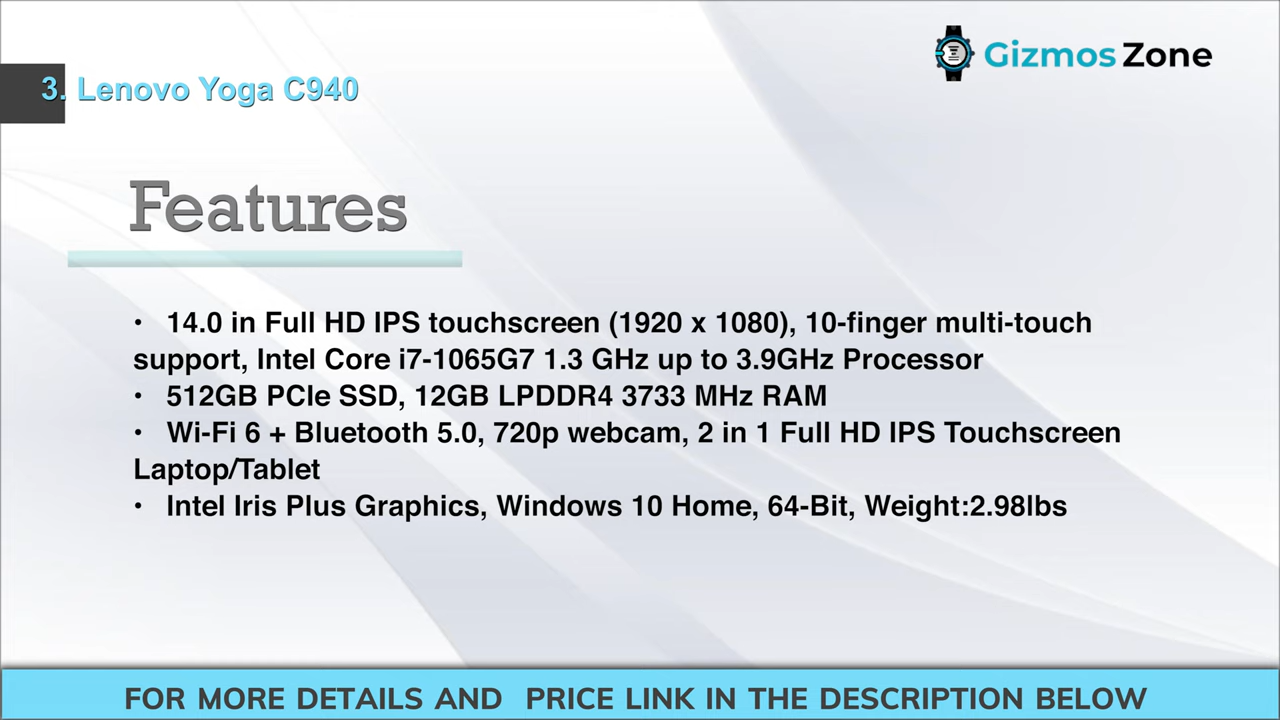 Gizmos Zone
3. Lenovo Yoga C940
Features
• 14.0 in Full HD IPS touchscreen (1920 x 1080), 10-finger multi-touch
support, Intel Core i7-1065G7 1.3 GHz up to 3.9GHz Processor
• 512GB PCIe SSD, 12GB LPDDR4 3733 MHz RAM
• Wi-Fi 6 + Bluetooth 5.0, 720p webcam, 2 in 1 Full HD IPS Touchscreen
Laptop/Tablet
• Intel Iris Plus Graphics, Windows 10 Home, 64-Bit, Weight:2.98lbs
FOR MORE DETAILS AND PRICE LINK IN THE DESCRIPTION BELOW